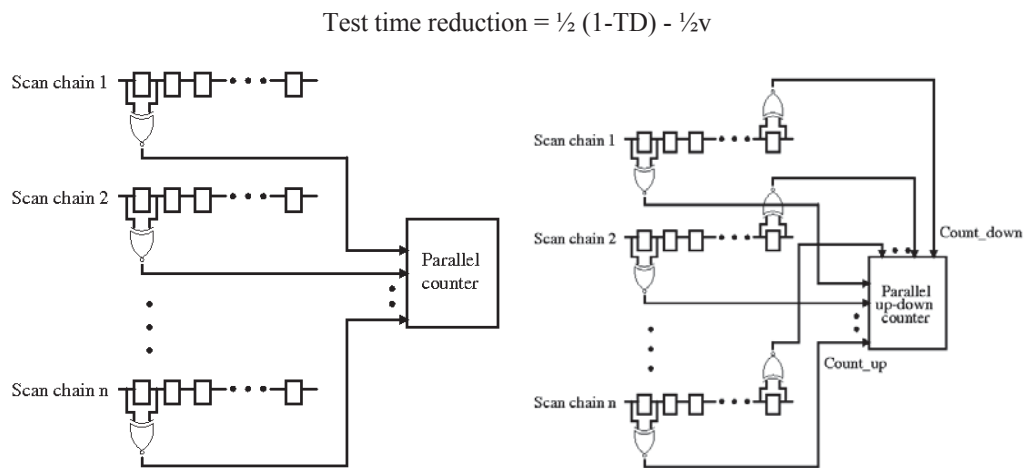 Test time reduction = ½ (1-TD) - ½v
Scan chain 1
Scan chain 2
Scan chain n
Parallel
counter
Scan chain 1
Scan chain 2
Scan chain n
Count_down
Parallel
up-down
counter
Count_up